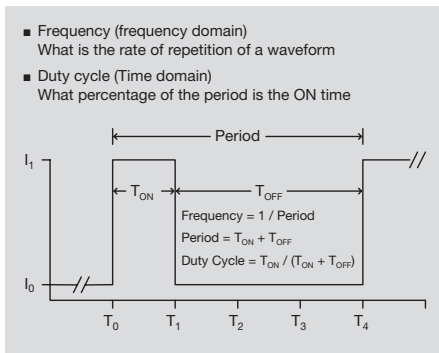 ■ Frequency (frequency domain)
What is the rate of repetition of a waveform
■ Duty cycle (Time domain)
What percentage of the period is the ON time
Period
I1
TON
TOFF
Frequency = 1 / Period
Period = TON + TOFF
Duty Cycle = TON / (TON + TOFF)
I0
T0 T1 T2 T3 T4